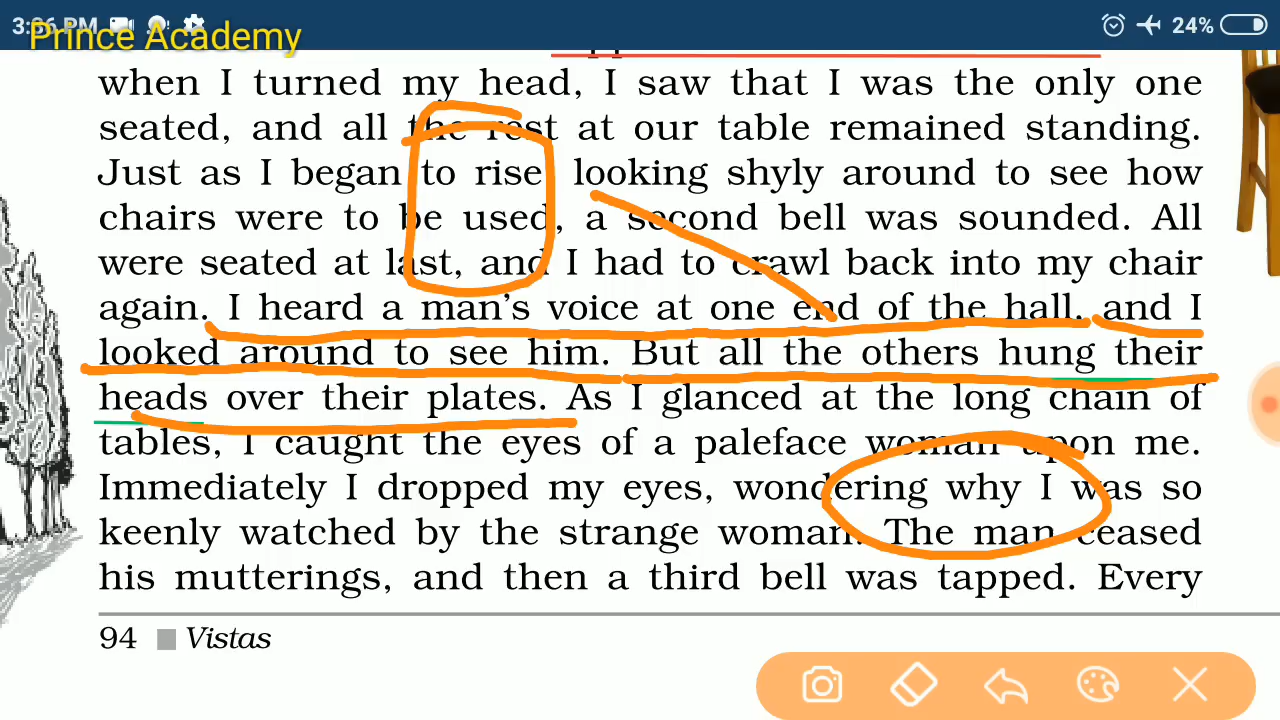 3:36 PM 24%
Prince Academy
when I turned my head, I saw that I was the only one
seated, and all the rest at our table remained standing.
Just as I began to rise, looking shyly around to see how
chairs were to be used, a second bell was sounded. All
were seated at last, and I had to crawl back into my chair
again. I heard a man's voice at one end of the hall, and I
looked around to see him. But all the others hung their
heads over their plates. As I glanced at the long chain of
tables, I caught the eyes of a paleface woman upon me.
Immediately I dropped my eyes, wondering why I was so
keenly watched by the strange woman. The man ceased
his mutterings, and then a third bell was tapped. Every
94 Vistas